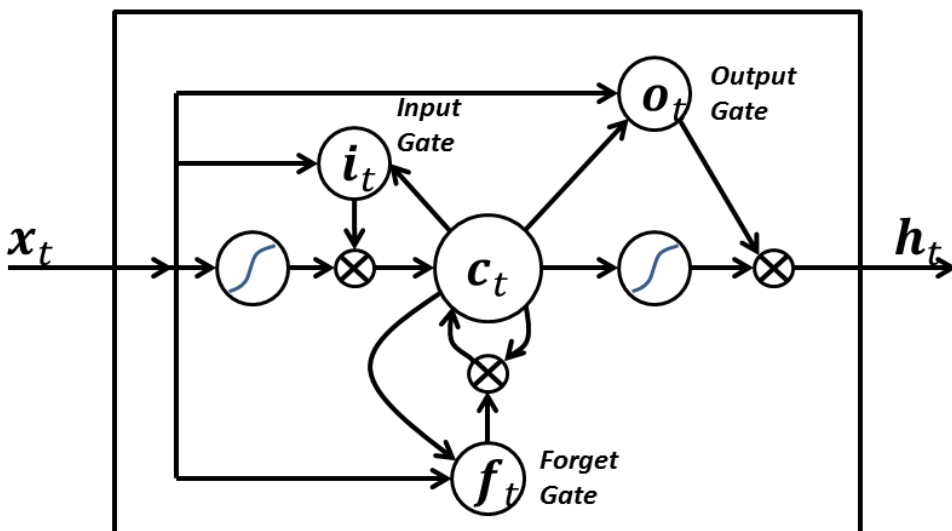 Output
Gate
o_t
Input
Gate
i_t
x_t
c_t
h_t
f_t
Forget
Gate